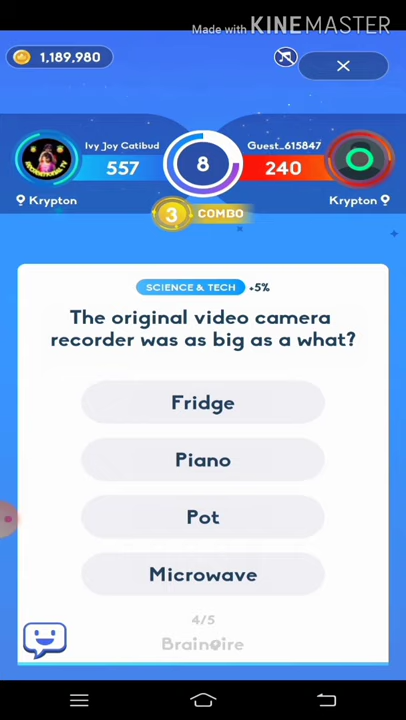 Made with KINEMASTER
1,189,980
Ivy Joy Catibud
557
8
Guest_615847
240
Krypton
Krypton
3 COMBO
SCIENCE & TECH +5%
The original video camera
recorder was as big as a what?
Fridge
Piano
Pot
Microwave
4/5